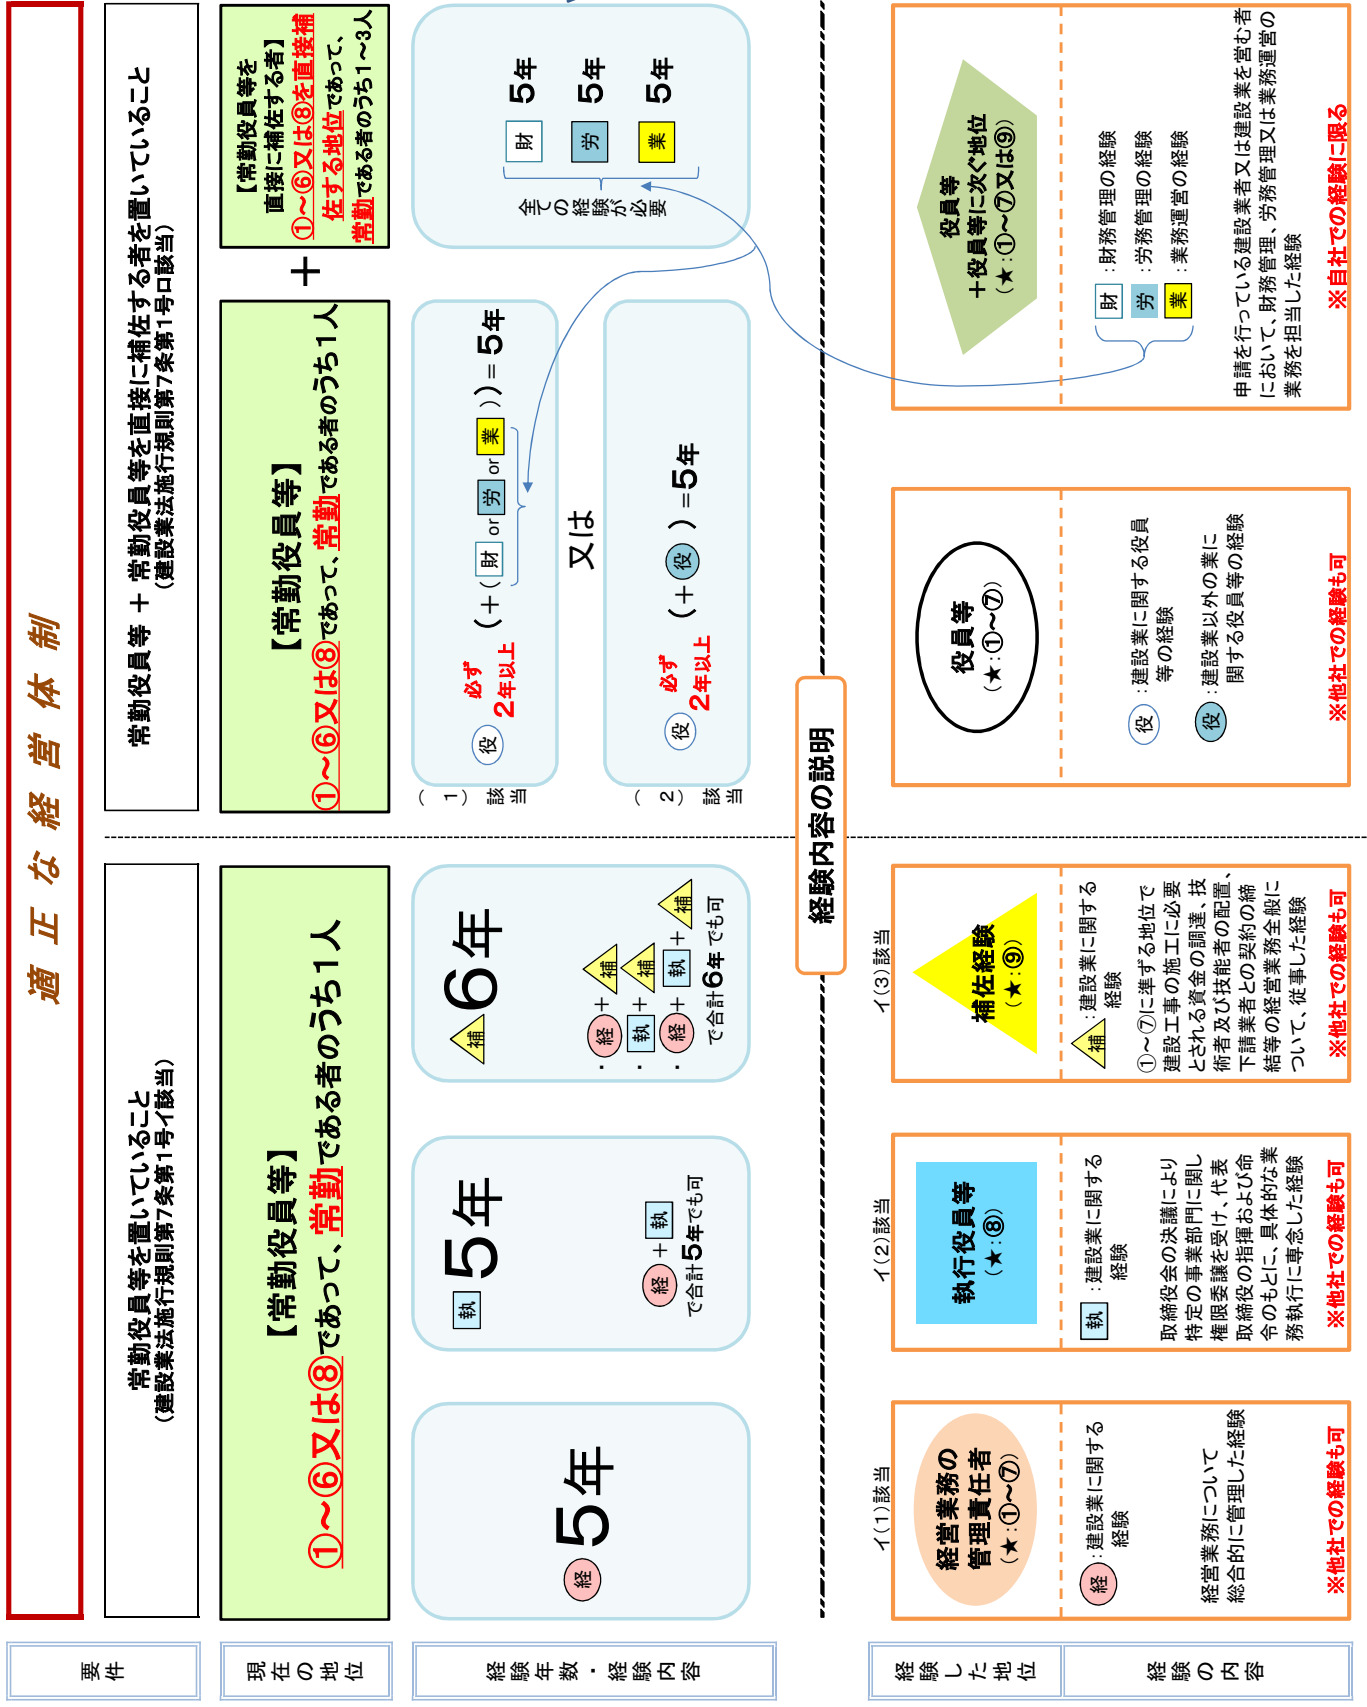 適正な経営体制
要件
常勤役員等を置いていること
（建設業法施行規則第7条第1号イ該当）
常勤役員等 ＋ 常勤役員等を直接に補佐する者を置いていること
（建設業法施行規則第7条第1号ロ該当）
現在の地位
【常勤役員等】
①～⑥又は⑧であって、常勤である者のうち1人
【常勤役員等】
①～⑥又は⑧であって、常勤である者のうち1人
＋
【常勤役員等を
直接に補佐する者】
①～⑥又は⑧を直接補
佐する地位であって、
常勤である者のうち1～3人
経験年数・経験内容
経 5年
執 5年
経＋執
で合計5年でも可
補 6年
・ 経＋補
・ 執＋補
・ 経＋執＋補
で合計6年でも可
（1）該当
役 必ず
2年以上
（＋（財 or 労 or 業））＝5年
又は
（2）該当
役 必ず
2年以上
（＋役）＝5年
財 5年
労 5年
業 5年
全ての経験が必要
経験内容の説明
経験した地位
経験の内容
イ(1)該当
経営業務の
管理責任者
（★：①～⑦）
経：建設業に関する
経験
経営業務について
総合的に管理した経験
※他社での経験も可
イ(2)該当
執行役員等
（★：⑧）
執：建設業に関する
経験
取締役会の決議により
特定の事業部門に関し
権限委譲を受け、代表
取締役の指揮および命
令のもとに、具体的な業
務執行に専念した経験
※他社での経験も可
イ(3)該当
補佐経験
（★：⑨）
補：建設業に関する
経験
①～⑦に準ずる地位で
建設工事の施工に必要
とされる資金の調達、技
術者及び技能者の配置、
下請業者との契約の締
結等の経営業務全般に
ついて、従事した経験
※他社での経験も可
役員等
（★：①～⑦）
役：建設業に関する役員
等の経験
役：建設業以外の業に
関する役員等の経験
※他社での経験も可
役員等
＋役員等に次ぐ地位
（★：①～⑦又は⑨）
財：財務管理の経験
労：労務管理の経験
業：業務運営の経験
申請を行っている建設業者又は建設業を営む者
において、財務管理、労務管理又は業務運営の
業務を担当した経験
※自社での経験に限る